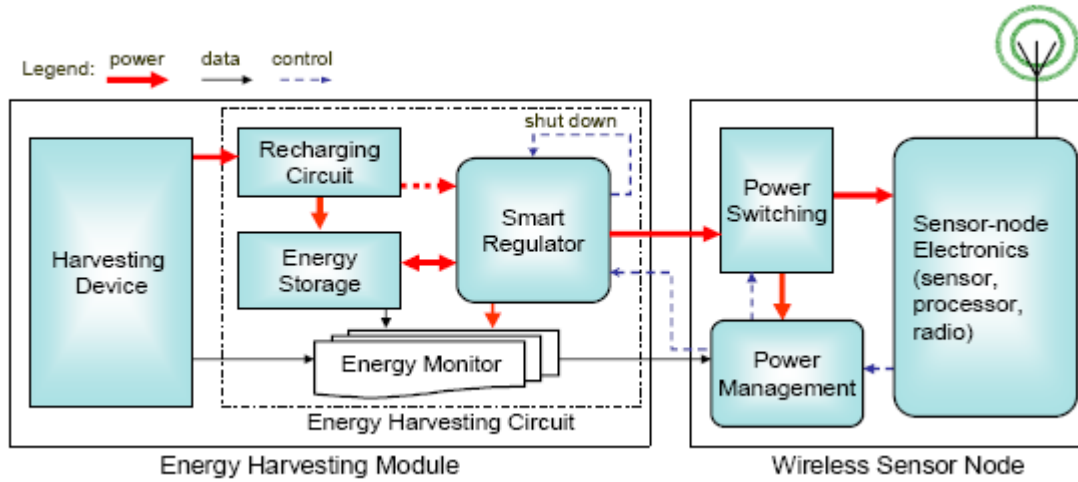 Legend: power data control
shut down
Recharging
Circuit
Smart
Regulator
Energy
Storage
Harvesting
Device
Energy Monitor
Energy Harvesting Circuit
Energy Harvesting Module
Power
Switching
Sensor-node
Electronics
(sensor,
processor,
radio)
Power
Management
Wireless Sensor Node